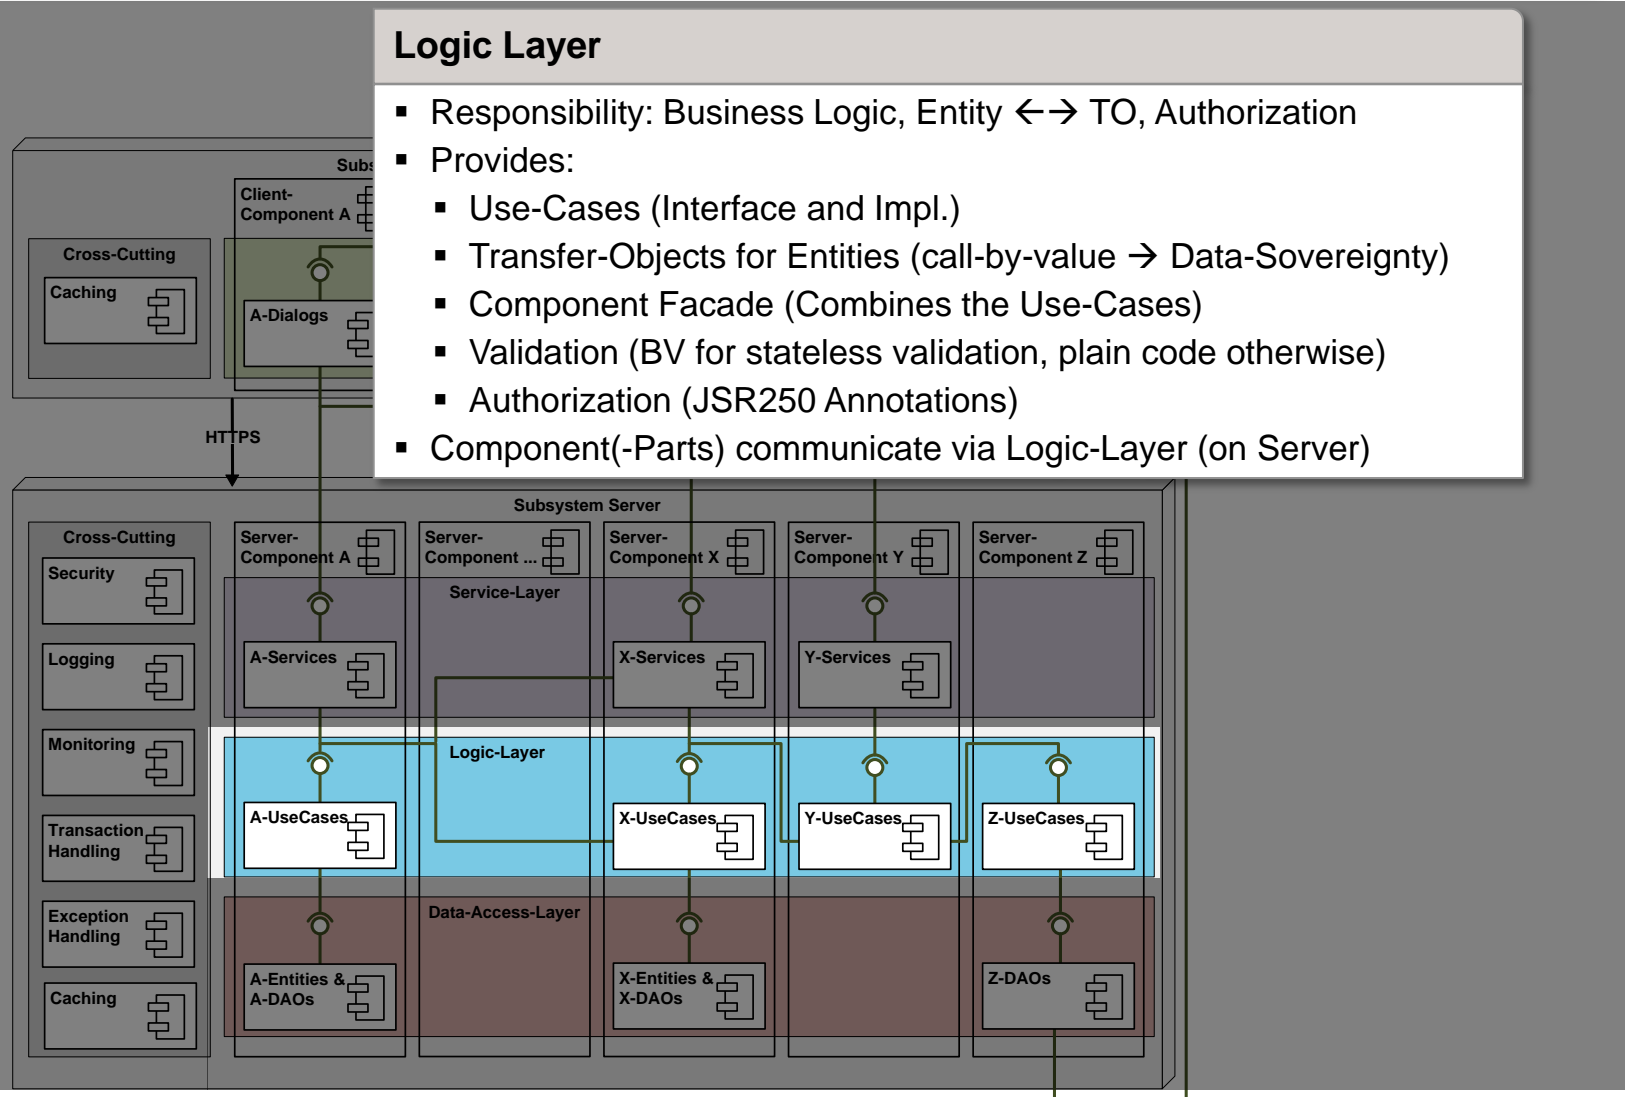 Logic Layer
▪ Responsibility: Business Logic, Entity ←→ TO, Authorization
▪ Provides:
▪ Use-Cases (Interface and Impl.)
▪ Transfer-Objects for Entities (call-by-value → Data-Sovereignty)
▪ Component Facade (Combines the Use-Cases)
▪ Validation (BV for stateless validation, plain code otherwise)
▪ Authorization (JSR250 Annotations)
▪ Component(-Parts) communicate via Logic-Layer (on Server)
Client-
Component A
Cross-Cutting
Caching
A-Dialogs
HTTPS
Subsystem Server
Cross-Cutting
Security
Logging
Monitoring
Transaction
Handling
Exception
Handling
Caching
Server-
Component A
Server-
Component ...
Server-
Component X
Server-
Component Y
Server-
Component Z
Service-Layer
A-Services
X-Services
Y-Services
Logic-Layer
A-UseCases
X-UseCases
Y-UseCases
Z-UseCases
Data-Access-Layer
A-Entities &
A-DAOs
X-Entities &
X-DAOs
Z-DAOs